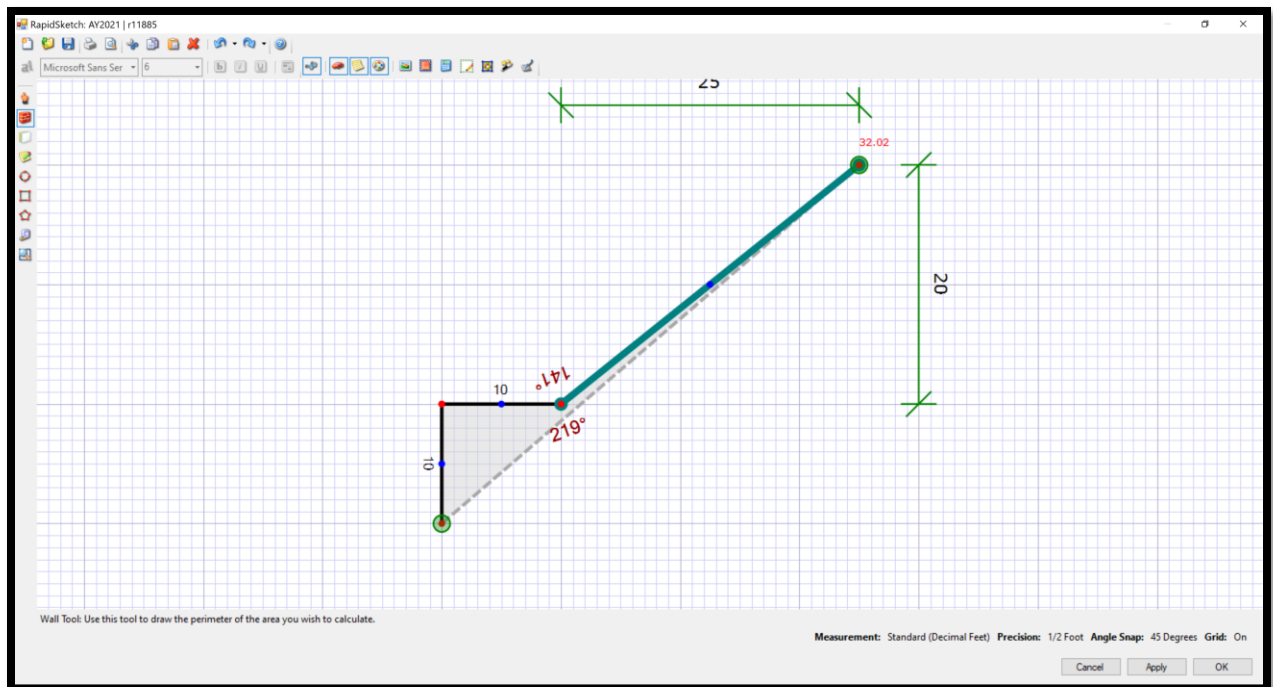 RapidSketch: AY2021 | r11885
Microsoft Sans Ser 6
25
32.02
20
141°
10
219°
10
Wall Tool: Use this tool to draw the perimeter of the area you wish to calculate.
Measurement: Standard (Decimal Feet) Precision: 1/2 Foot Angle Snap: 45 Degrees Grid: On
Cancel Apply OK